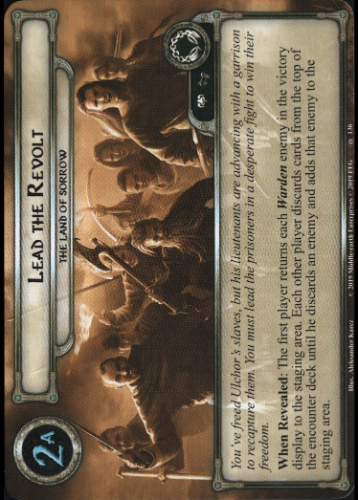 2A
LEAD THE REVOLT
THE LAND OF SORROW
You've freed Ulchor's slaves, but his lieutenants are advancing with a garrison
to recapture them. You must lead the prisoners in a desperate fight to win their
freedom.
When Revealed: The first player returns each Warden enemy in the victory
display to the staging area. Each other player discards cards from the top of
the encounter deck until he discards an enemy and adds that enemy to the
staging area.
Illus. Aleksander Karcz © 2019 Middle-earth Enterprises © 2019 FFG 136